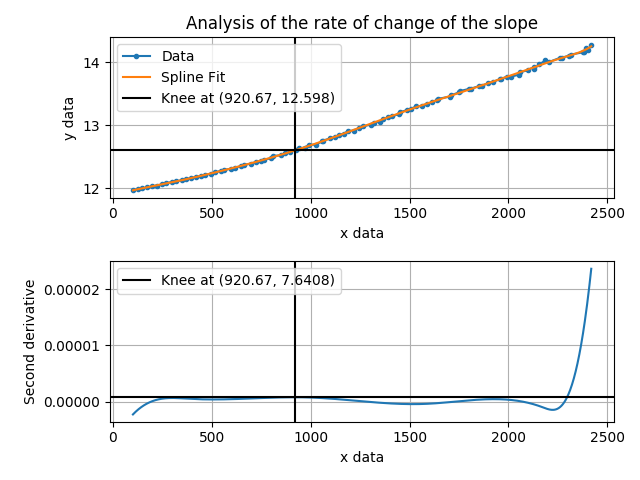 Analysis of the rate of change of the slope
Data
Spline Fit
Knee at (920.67, 12.598)
y data
14
13
12
0 500 1000 1500 2000 2500
x data
Knee at (920.67, 7.6408)
Second derivative
0.00002
0.00001
0.00000
0 500 1000 1500 2000 2500
x data